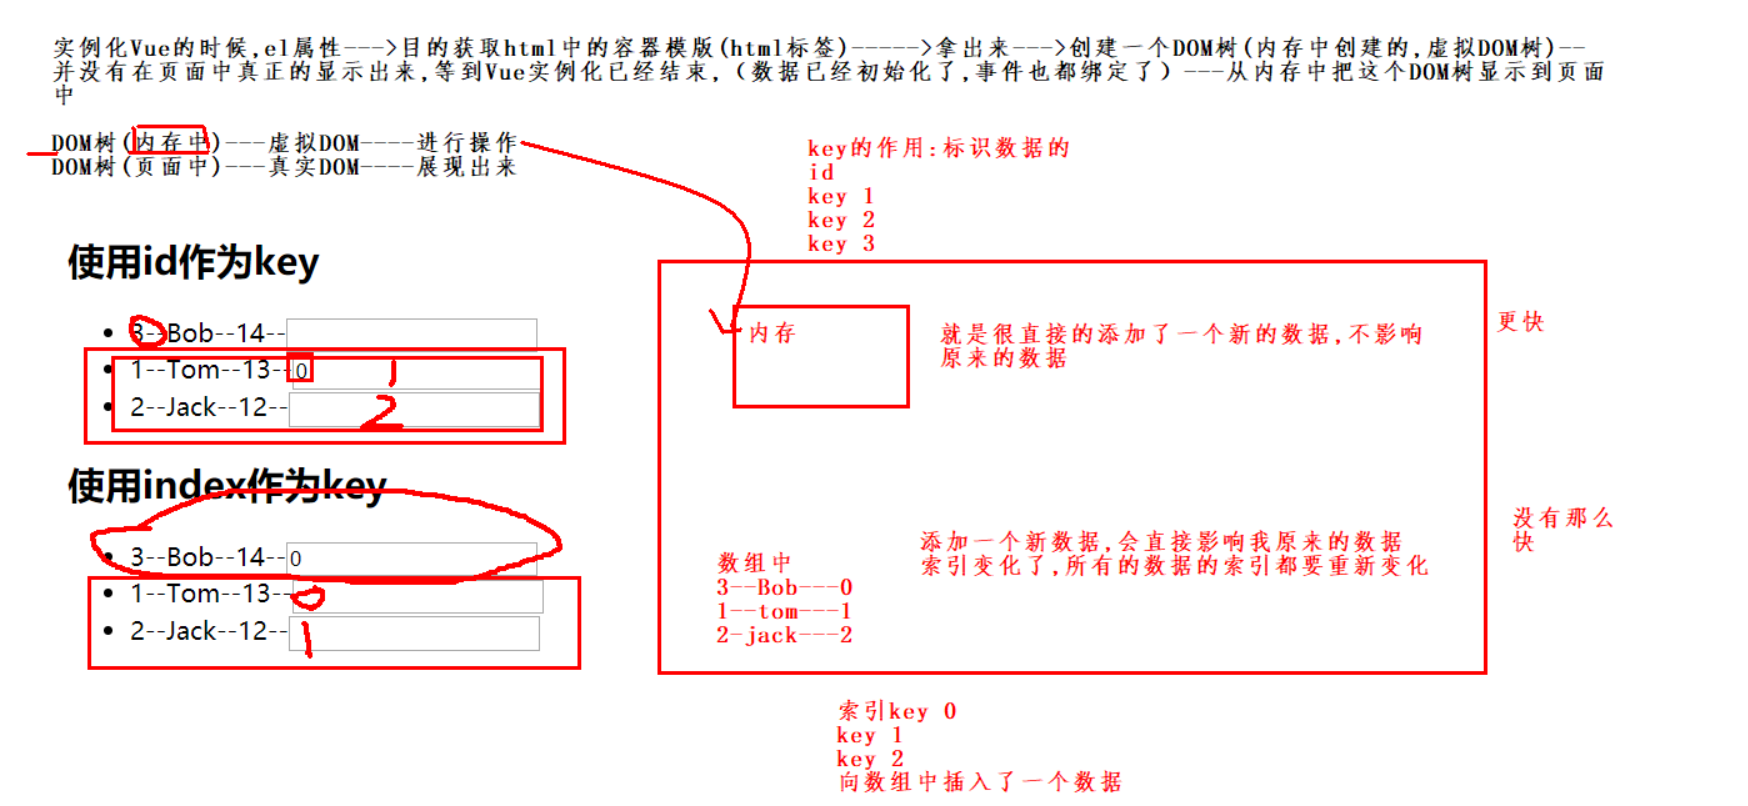 实例化Vue的时候,el属性--->目的获取html中的容器模版(html标签)----->拿出来--->创建一个DOM树(内存中创建的,虚拟DOM树)--
并没有在页面中真正的显示出来,等到Vue实例化已经结束,（数据已经初始化了,事件也都绑定了）---从内存中把这个DOM树显示到页面
中
DOM树(内存中)---虚拟DOM----进行操作
DOM树(页面中)---真实DOM----展现出来
key的作用:标识数据的
id
key 1
key 2
key 3
使用id作为key
3--Bob--14--
1--Tom--13--0
1
2--Jack--12--
2
内存
就是很直接的添加了一个新的数据,不影响
原来的数据
更快
使用index作为key
3--Bob--14--0
1--Tom--13--
0
2--Jack--12--
1
数组中
3--Bob---0
1--tom---1
2-jack---2
添加一个新数据,会直接影响我原来的数据
索引变化了,所有的数据的索引都要重新变化
没有那么
快
索引key 0
key 1
key 2
向数组中插入了一个数据